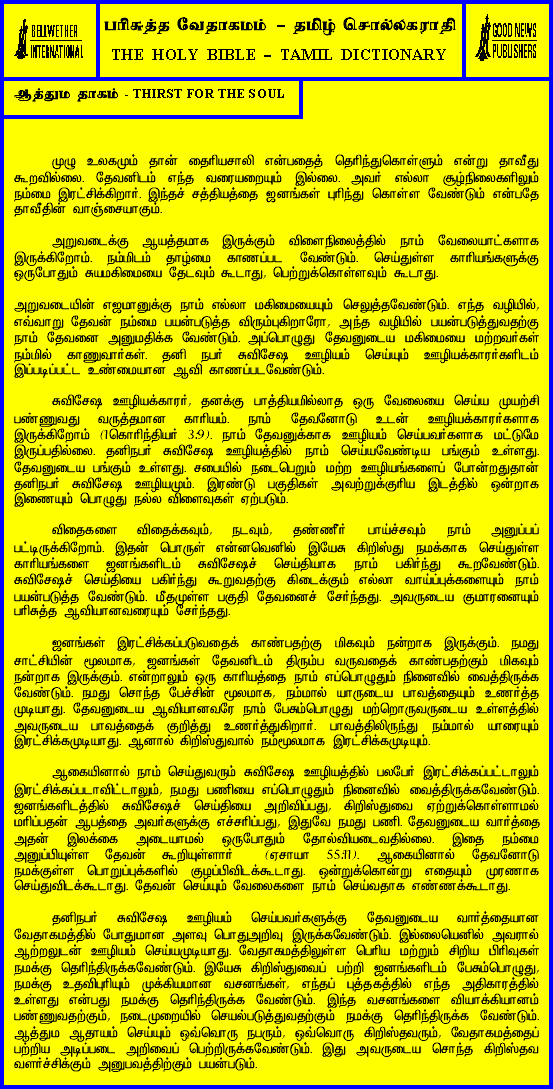 BELLWETHER
INTERNATIONAL
பரிசுத்த வேதாகமம் – தமிழ் சொல்லகராதி
THE HOLY BIBLE – TAMIL DICTIONARY
GOOD NEWS
PUBLISHERS
ஆத்தும தாகம் - THIRST FOR THE SOUL
முழு உலகமும் தான் தைரியசாலி என்பதைத் தெரிந்துகொள்ளும் என்று தாவீது
கூறவில்லை. தேவனிடம் எந்த வரையறையும் இல்லை. அவர் எல்லா சூழ்நிலைகளிலும்
நம்மை இரட்சிக்கிறார். இந்தச் சத்தியத்தை ஜனங்கள் புரிந்து கொள்ள வேண்டும் என்பதே
தாவீதின் வாஞ்சையாகும்.
அறுவடைக்கு ஆயத்தமாக இருக்கும் விளைநிலத்தில் நாம் வேலையாட்களாக
இருக்கிறோம். நம்மிடம் தாழ்மை காணப்பட வேண்டும். செய்துள்ள காரியங்களுக்கு
ஒருபோதும் சுயமகிமையை தேடவும் கூடாது, பெற்றுக்கொள்ளவும் கூடாது.
அறுவடையின் எஜமானுக்கு நாம் எல்லா மகிமையையும் செலுத்தவேண்டும். எந்த வழியில்,
எவ்வாறு தேவன் நம்மை பயன்படுத்த விரும்புகிறாரோ, அந்த வழியில் பயன்படுத்துவதற்கு
நாம் தேவனை அனுமதிக்க வேண்டும். அப்பொழுது தேவனுடைய மகிமையை மற்றவர்கள்
நம்மில் காணுவார்கள். தனி நபர் சுவிசேஷ ஊழியம் செய்யும் ஊழியக்காரர்களிடம்
இப்படிப்பட்ட உண்மையான ஆவி காணப்படவேண்டும்.
சுவிசேஷ ஊழியக்காரர், தனக்கு பாத்தியமில்லாத ஒரு வேலையை செய்ய முயற்சி
பண்ணுவது வருத்தமான காரியம். நாம் தேவனோடு உடன் ஊழியக்காரர்களாக
இருக்கிறோம் (1கொரிந்தியர் 3:9). நாம் தேவனுக்காக ஊழியம் செய்பவர்களாக மட்டுமே
இருப்பதில்லை. தனிநபர் சுவிசேஷ ஊழியத்தில் நாம் செய்யவேண்டிய பங்கும் உள்ளது.
தேவனுடைய பங்கும் உள்ளது. சபையில் நடைபெறும் மற்ற ஊழியங்களைப் போன்றதுதான்
தனிநபர் சுவிசேஷ ஊழியமும். இரண்டு பகுதிகள் அவற்றுக்குரிய இடத்தில் ஒன்றாக
இணையும் பொழுது நல்ல விளைவுகள் ஏற்படும்.
விதைகளை விதைக்கவும், நடவும், தண்ணீர் பாய்ச்சவும் நாம் அனுப்பப்
பட்டிருக்கிறோம். இதன் பொருள் என்னவெனில் இயேசு கிறிஸ்து நமக்காக செய்துள்ள
காரியங்களை ஜனங்களிடம் சுவிசேஷச் செய்தியாக நாம் பகிர்ந்து கூறவேண்டும்.
சுவிசேஷச் செய்தியை பகிர்ந்து கூறுவதற்கு கிடைக்கும் எல்லா வாய்ப்புக்களையும் நாம்
பயன்படுத்த வேண்டும். மீதமுள்ள பகுதி தேவனைச் சேர்ந்தது. அவருடைய குமாரனையும்
பரிசுத்த ஆவியானவரையும் சேர்ந்தது.
ஜனங்கள் இரட்சிக்கப்படுவதைக் காண்பதற்கு மிகவும் நன்றாக இருக்கும். நமது
சாட்சியின் மூலமாக, ஜனங்கள் தேவனிடம் திரும்ப வருவதைக் காண்பதற்கும் மிகவும்
நன்றாக இருக்கும். என்றாலும் ஒரு காரியத்தை நாம் எப்பொழுதும் நினைவில் வைத்திருக்க
வேண்டும். நமது சொந்த பேச்சின் மூலமாக, நம்மால் யாருடைய பாவத்தையும் உணர்த்த
முடியாது. தேவனுடைய ஆவியானவரே நாம் பேசும்பொழுது மற்றொருவருடைய உள்ளத்தில்
அவருடைய பாவத்தைக் குறித்து உணர்த்துகிறார். பாவத்திலிருந்து நம்மால் யாரையும்
இரட்சிக்கமுடியாது. ஆனால் கிறிஸ்துவால் நம்மூலமாக இரட்சிக்கமுடியும்.
ஆகையினால் நாம் செய்துவரும் சுவிசேஷ ஊழியத்தில் பலபேர் இரட்சிக்கப்பட்டாலும்
இரட்சிக்கப்படாவிட்டாலும், நமது பணியை எப்பொழுதும் நினைவில் வைத்திருக்கவேண்டும்.
ஜனங்களிடத்தில் சுவிசேஷச் செய்தியை அறிவிப்பது, கிறிஸ்துவை ஏற்றுக்கொள்ளாமல்
மரிப்பதன் ஆபத்தை அவர்களுக்கு எச்சரிப்பது, இதுவே நமது பணி. தேவனுடைய வார்த்தை
அதன் இலக்கை அடையாமல் ஒருபோதும் தோல்வியடைவதில்லை. இதை நம்மை
அனுப்பியுள்ள தேவன் கூறியுள்ளார் (ஏசாயா 55:11). ஆகையினால் தேவனோடு
நமக்குள்ள பொறுப்புக்களில் குழப்பிவிடக்கூடாது. ஒன்றுக்கொன்று எதையும் முரணாக
செய்துவிடக்கூடாது. தேவன் செய்யும் வேலைகளை நாம் செய்வதாக எண்ணக்கூடாது.
தனிநபர் சுவிசேஷ ஊழியம் செய்பவர்களுக்கு தேவனுடைய வார்த்தையான
வேதாகமத்தில் போதுமான அளவு பொதுஅறிவு இருக்கவேண்டும். இல்லையெனில் அவரால்
ஆற்றலுடன் ஊழியம் செய்யமுடியாது. வேதாகமத்திலுள்ள பெரிய மற்றும் சிறிய பிரிவுகள்
நமக்கு தெரிந்திருக்கவேண்டும். இயேசு கிறிஸ்துவைப் பற்றி ஜனங்களிடம் பேசும்பொழுது,
நமக்கு உதவிபுரியும் முக்கியமான வசனங்கள், எந்தப் புத்தகத்தில் எந்த அதிகாரத்தில்
உள்ளது என்பது நமக்கு தெரிந்திருக்க வேண்டும். இந்த வசனங்களை வியாக்கியானம்
பண்ணுவதற்கும், நடைமுறையில் செயல்படுத்துவதற்கும் நமக்கு தெரிந்திருக்க வேண்டும்.
ஆத்தும ஆதாயம் செய்யும் ஒவ்வொரு நபரும், ஒவ்வொரு கிறிஸ்தவரும், வேதாகமத்தைப்
பற்றிய அடிப்படை அறிவைப் பெற்றிருக்கவேண்டும். இது அவருடைய சொந்த கிறிஸ்தவ
வளர்ச்சிக்கும் அனுபவத்திற்கும் பயன்படும்.